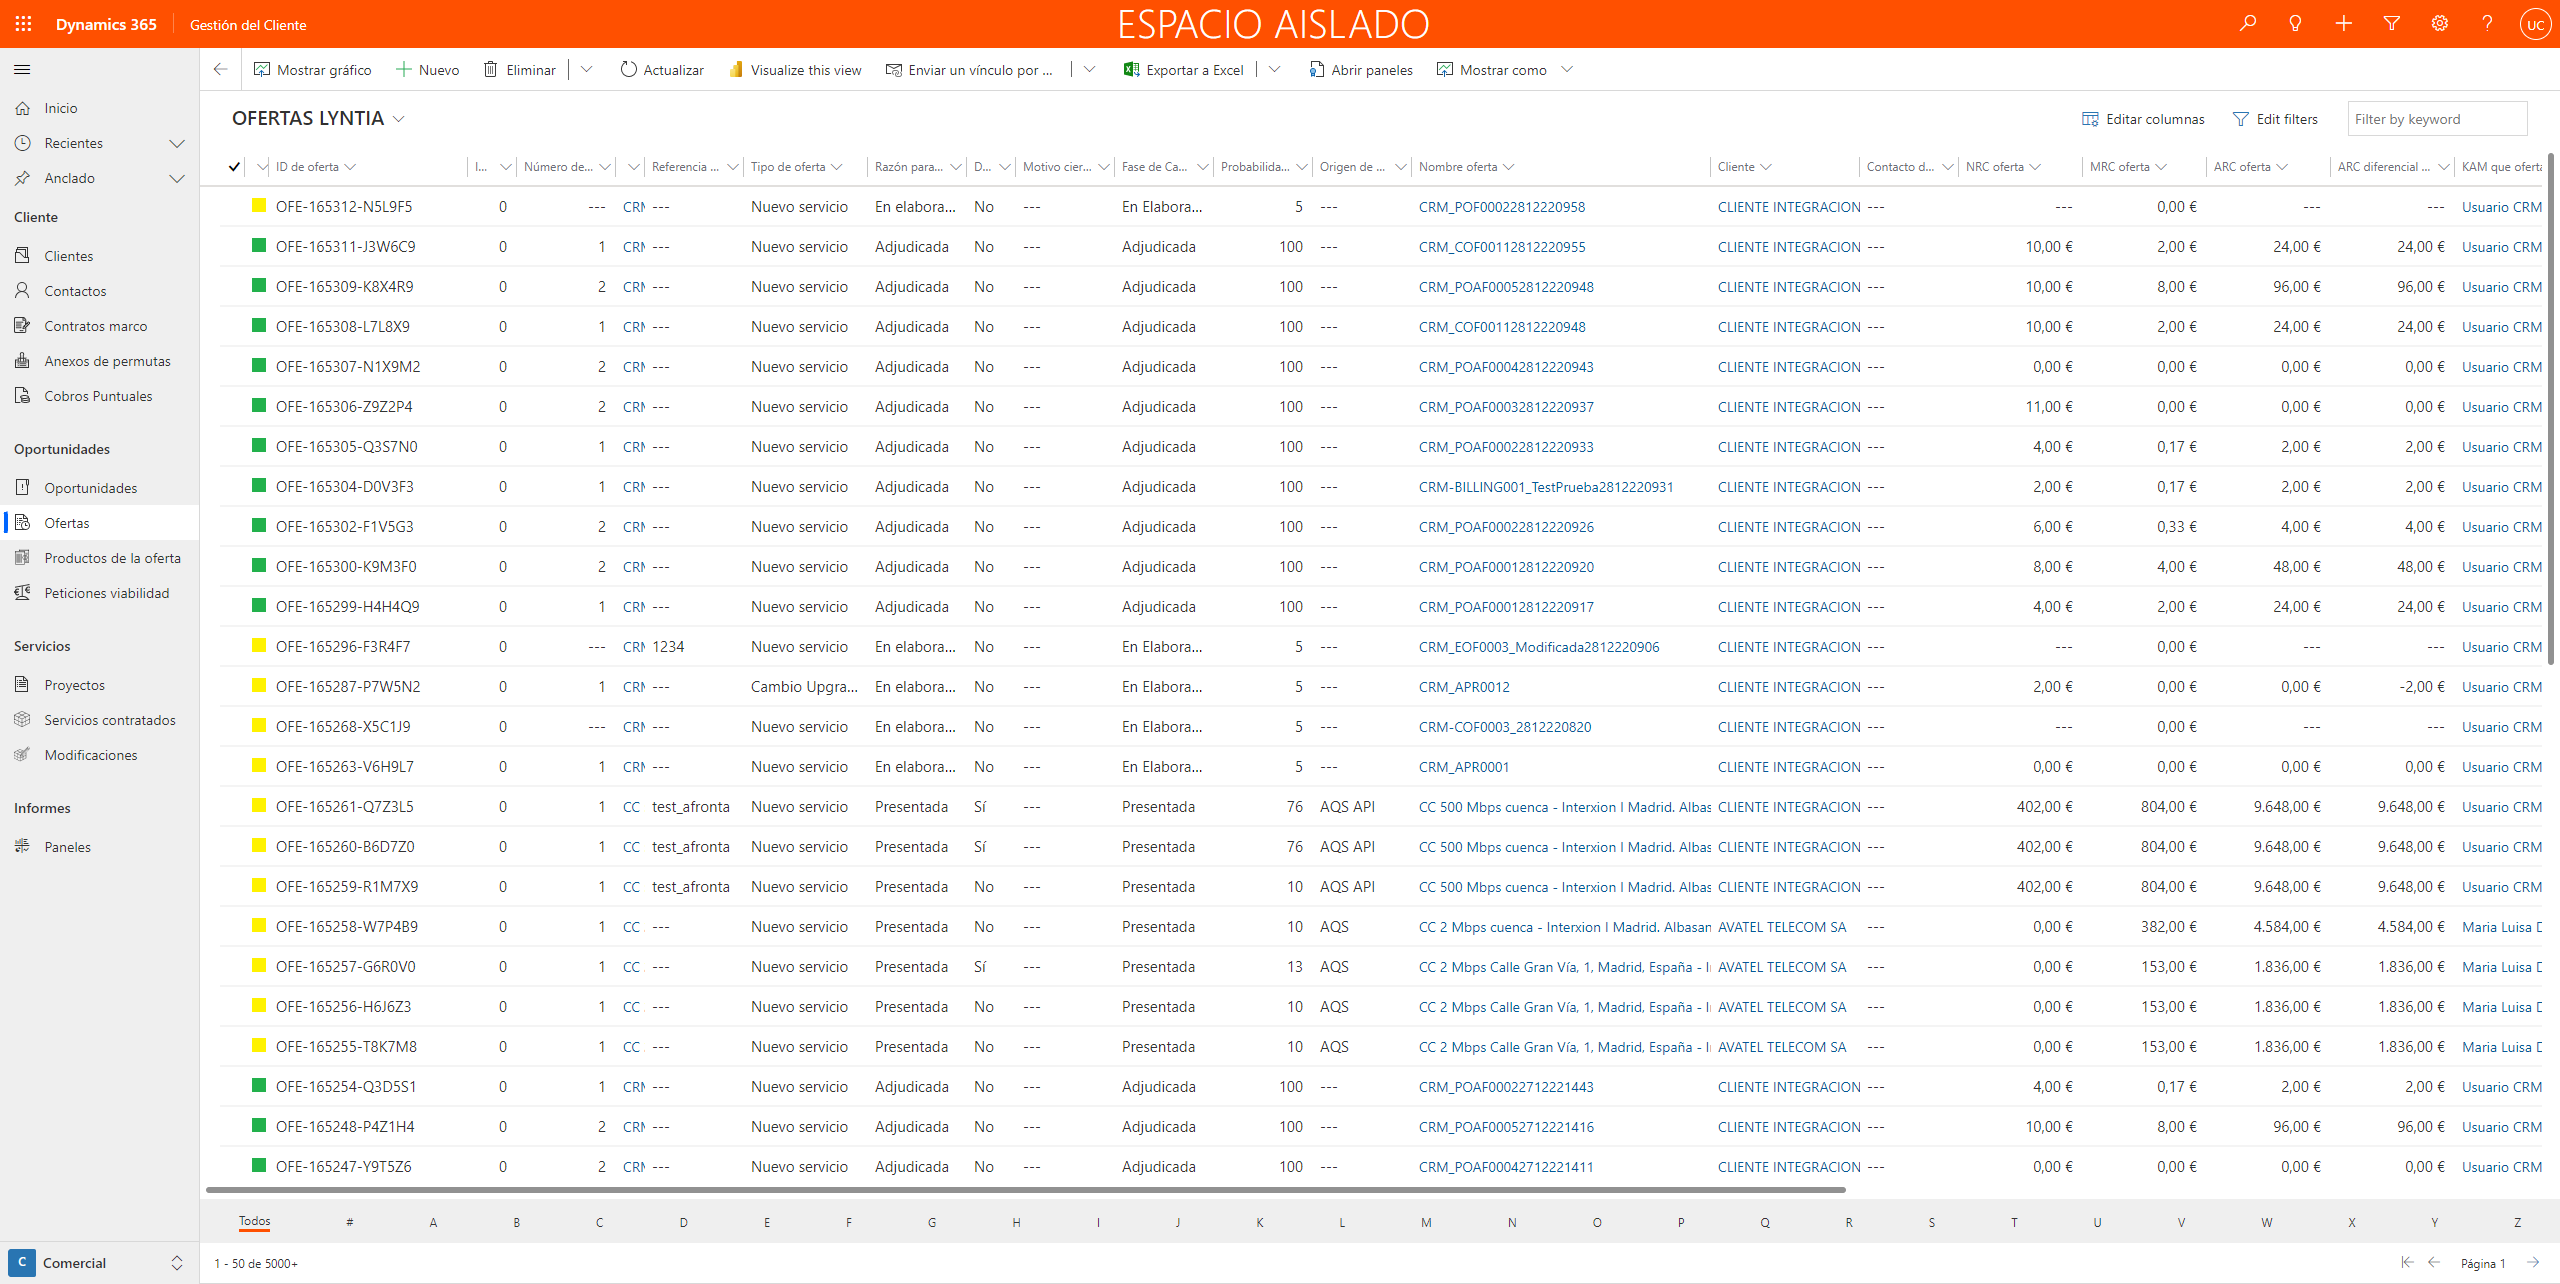 Dynamics 365 Gestión del Cliente ESPACIO AISLADO UC
Mostrar gráfico Nuevo Eliminar Actualizar Visualize this view Enviar un vínculo por ... Exportar a Excel Abrir paneles Mostrar como
Inicio
Recientes
Anclado
Cliente
Clientes
Contactos
Contratos marco
Anexos de permutas
Cobros Puntuales
Oportunidades
Oportunidades
Ofertas
Productos de la oferta
Peticiones viabilidad
Servicios
Proyectos
Servicios contratados
Modificaciones
Informes
Paneles
C Comercial
OFERTAS LYNTIA Editar columnas Edit filters Filter by keyword
ID de oferta I... Número de... Referencia ... Tipo de oferta Razón para... D... Motivo cier... Fase de Ca... Probabilida... Origen de ... Nombre oferta Cliente Contacto d... NRC oferta MRC oferta ARC oferta ARC diferencial ... KAM que oferta
OFE-165312-N5L9F5 0 --- CRM --- Nuevo servicio En elabora... No --- En Elabora... 5 --- CRM_POF00022812220958 CLIENTE INTEGRACION --- --- 0,00 € --- --- Usuario CRM
OFE-165311-J3W6C9 0 1 CRM --- Nuevo servicio Adjudicada No --- Adjudicada 100 --- CRM_COF00112812220955 CLIENTE INTEGRACION --- 10,00 € 2,00 € 24,00 € 24,00 € Usuario CRM
OFE-165309-K8X4R9 0 2 CRM --- Nuevo servicio Adjudicada No --- Adjudicada 100 --- CRM_POAF00052812220948 CLIENTE INTEGRACION --- 10,00 € 8,00 € 96,00 € 96,00 € Usuario CRM
OFE-165308-L7L8X9 0 1 CRM --- Nuevo servicio Adjudicada No --- Adjudicada 100 --- CRM_COF00112812220948 CLIENTE INTEGRACION --- 10,00 € 2,00 € 24,00 € 24,00 € Usuario CRM
OFE-165307-N1X9M2 0 2 CRM --- Nuevo servicio Adjudicada No --- Adjudicada 100 --- CRM_POAF00042812220943 CLIENTE INTEGRACION --- 0,00 € 0,00 € 0,00 € 0,00 € Usuario CRM
OFE-165306-Z9Z2P4 0 2 CRM --- Nuevo servicio Adjudicada No --- Adjudicada 100 --- CRM_POAF00032812220937 CLIENTE INTEGRACION --- 11,00 € 0,00 € 0,00 € 0,00 € Usuario CRM
OFE-165305-Q3S7N0 0 1 CRM --- Nuevo servicio Adjudicada No --- Adjudicada 100 --- CRM_POAF00022812220933 CLIENTE INTEGRACION --- 4,00 € 0,17 € 2,00 € 2,00 € Usuario CRM
OFE-165304-D0V3F3 0 1 CRM --- Nuevo servicio Adjudicada No --- Adjudicada 100 --- CRM-BILLING001_TestPrueba2812220931 CLIENTE INTEGRACION --- 2,00 € 0,17 € 2,00 € 2,00 € Usuario CRM
OFE-165302-F1V5G3 0 2 CRM --- Nuevo servicio Adjudicada No --- Adjudicada 100 --- CRM_POAF00022812220926 CLIENTE INTEGRACION --- 6,00 € 0,33 € 4,00 € 4,00 € Usuario CRM
OFE-165300-K9M3F0 0 2 CRM --- Nuevo servicio Adjudicada No --- Adjudicada 100 --- CRM_POAF00012812220920 CLIENTE INTEGRACION --- 8,00 € 4,00 € 48,00 € 48,00 € Usuario CRM
OFE-165299-H4H4Q9 0 1 CRM --- Nuevo servicio Adjudicada No --- Adjudicada 100 --- CRM_POAF00012812220917 CLIENTE INTEGRACION --- 4,00 € 2,00 € 24,00 € 24,00 € Usuario CRM
OFE-165296-F3R4F7 0 --- CRM 1234 Nuevo servicio En elabora... No --- En Elabora... 5 --- CRM_EOF0003_Modificada2812220906 CLIENTE INTEGRACION --- --- 0,00 € --- --- Usuario CRM
OFE-165287-P7W5N2 0 1 CRM --- Cambio Upgra... En elabora... No --- En Elabora... 5 --- CRM_APR0012 CLIENTE INTEGRACION --- 2,00 € 0,00 € 0,00 € -2,00 € Usuario CRM
OFE-165268-X5C1J9 0 --- CRM --- Nuevo servicio En elabora... No --- En Elabora... 5 --- CRM-COF0003_2812220820 CLIENTE INTEGRACION --- --- 0,00 € --- --- Usuario CRM
OFE-165263-V6H9L7 0 1 CRM --- Nuevo servicio En elabora... No --- En Elabora... 5 --- CRM_APR0001 CLIENTE INTEGRACION --- 0,00 € 0,00 € 0,00 € 0,00 € Usuario CRM
OFE-165261-Q7Z3L5 0 1 CC test_afronta Nuevo servicio Presentada Sí --- Presentada 76 AQS API CC 500 Mbps cuenca - Interxion I Madrid. Albas CLIENTE INTEGRACION --- 402,00 € 804,00 € 9.648,00 € 9.648,00 € Usuario CRM
OFE-165260-B6D7Z0 0 1 CC test_afronta Nuevo servicio Presentada Sí --- Presentada 76 AQS API CC 500 Mbps cuenca - Interxion I Madrid. Albas CLIENTE INTEGRACION --- 402,00 € 804,00 € 9.648,00 € 9.648,00 € Usuario CRM
OFE-165259-R1M7X9 0 1 CC test_afronta Nuevo servicio Presentada No --- Presentada 10 AQS API CC 500 Mbps cuenca - Interxion I Madrid. Albas CLIENTE INTEGRACION --- 402,00 € 804,00 € 9.648,00 € 9.648,00 € Usuario CRM
OFE-165258-W7P4B9 0 1 CC --- Nuevo servicio Presentada No --- Presentada 10 AQS CC 2 Mbps cuenca - Interxion I Madrid. Albasan AVATEL TELECOM SA --- 0,00 € 382,00 € 4.584,00 € 4.584,00 € Maria Luisa D
OFE-165257-G6R0V0 0 1 CC --- Nuevo servicio Presentada Sí --- Presentada 13 AQS CC 2 Mbps Calle Gran Vía, 1, Madrid, España - I AVATEL TELECOM SA --- 0,00 € 153,00 € 1.836,00 € 1.836,00 € Maria Luisa D
OFE-165256-H6J6Z3 0 1 CC --- Nuevo servicio Presentada No --- Presentada 10 AQS CC 2 Mbps Calle Gran Vía, 1, Madrid, España - I AVATEL TELECOM SA --- 0,00 € 153,00 € 1.836,00 € 1.836,00 € Maria Luisa D
OFE-165255-T8K7M8 0 1 CC --- Nuevo servicio Presentada No --- Presentada 10 AQS CC 2 Mbps Calle Gran Vía, 1, Madrid, España - I AVATEL TELECOM SA --- 0,00 € 153,00 € 1.836,00 € 1.836,00 € Maria Luisa D
OFE-165254-Q3D5S1 0 1 CRM --- Nuevo servicio Adjudicada No --- Adjudicada 100 --- CRM_POAF00022712221443 CLIENTE INTEGRACION --- 4,00 € 0,17 € 2,00 € 2,00 € Usuario CRM
OFE-165248-P4Z1H4 0 2 CRM --- Nuevo servicio Adjudicada No --- Adjudicada 100 --- CRM_POAF00052712221416 CLIENTE INTEGRACION --- 10,00 € 8,00 € 96,00 € 96,00 € Usuario CRM
OFE-165247-Y9T5Z6 0 2 CRM --- Nuevo servicio Adjudicada No --- Adjudicada 100 --- CRM_POAF00042712221411 CLIENTE INTEGRACION --- 0,00 € 0,00 € 0,00 € 0,00 € Usuario CRM
Todos # A B C D E F G H I J K L M N O P Q R S T U V W X Y Z
1 - 50 de 5000+ Página 1